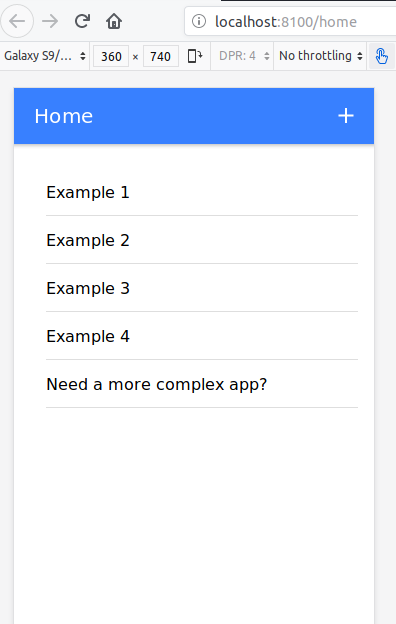 localhost:8100/home
Galaxy S9/... 360 × 740 DPR: 4 No throttling
Home
Example 1
Example 2
Example 3
Example 4
Need a more complex app?